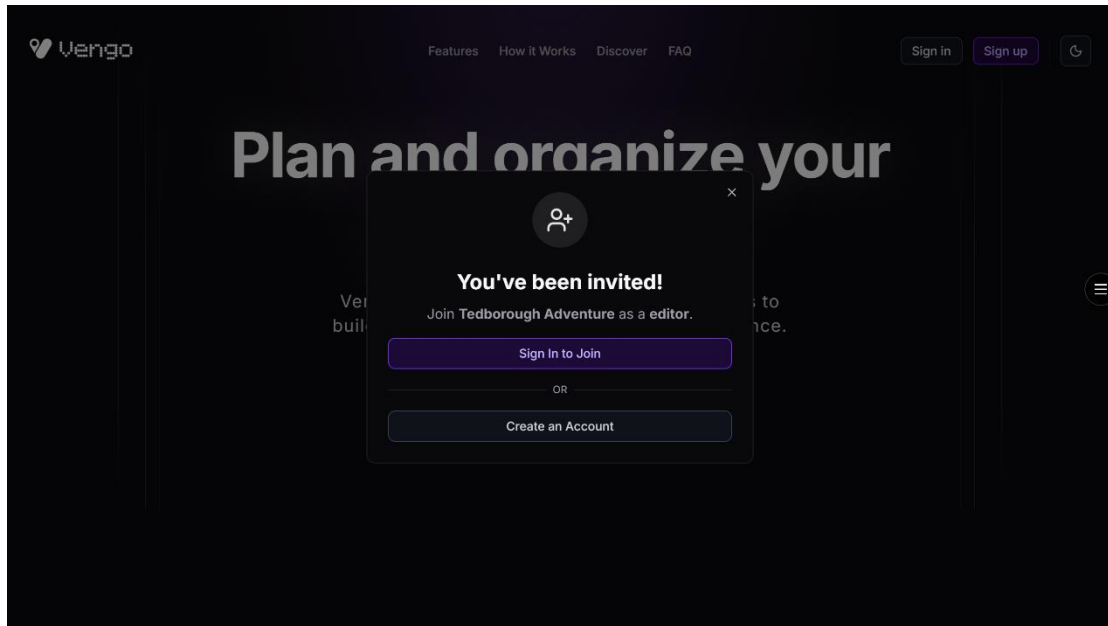 Vengo
Features How it Works Discover FAQ
Sign in Sign up
Plan and organize your
You've been invited!
Join Tedborough Adventure as a editor.
Sign In to Join
OR
Create an Account
to